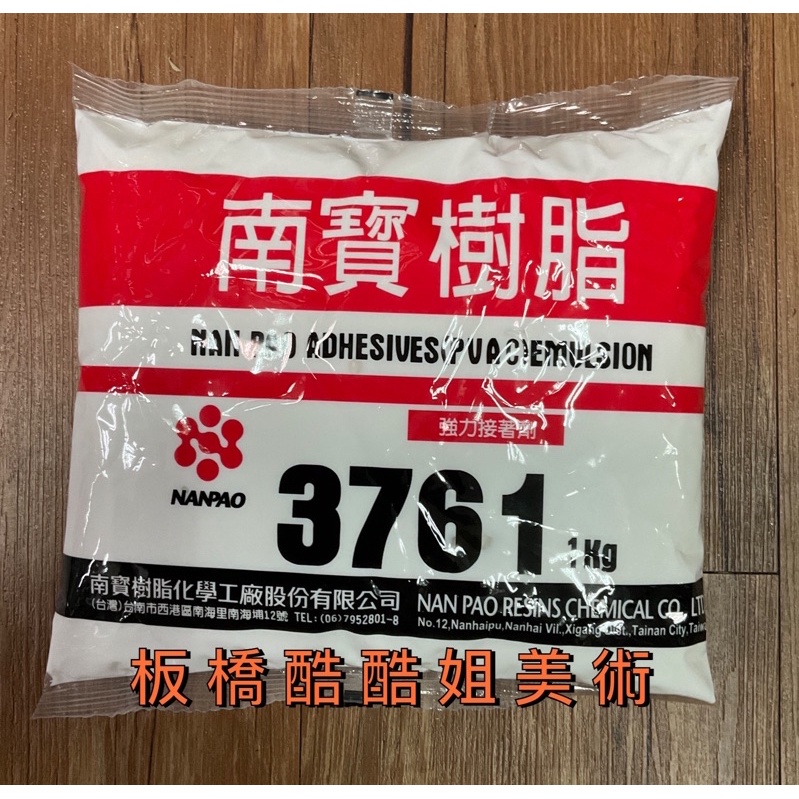 南寶樹脂
NAN PAO ADHESIVES(PVAC)EMULSION
強力接著劑
NANPAO
3761
1Kg
南寶樹脂化學工廠股份有限公司
(台灣)台南市西港區南海里南海埔12號 TEL:(06)7952801-8
NAN PAO RESINS CHEMICAL CO., LTD
No.12,Nanhaipu,Nanhai Vil.,Xigang Dist.,Tainan City,Taiw
板橋酷酷姐美術